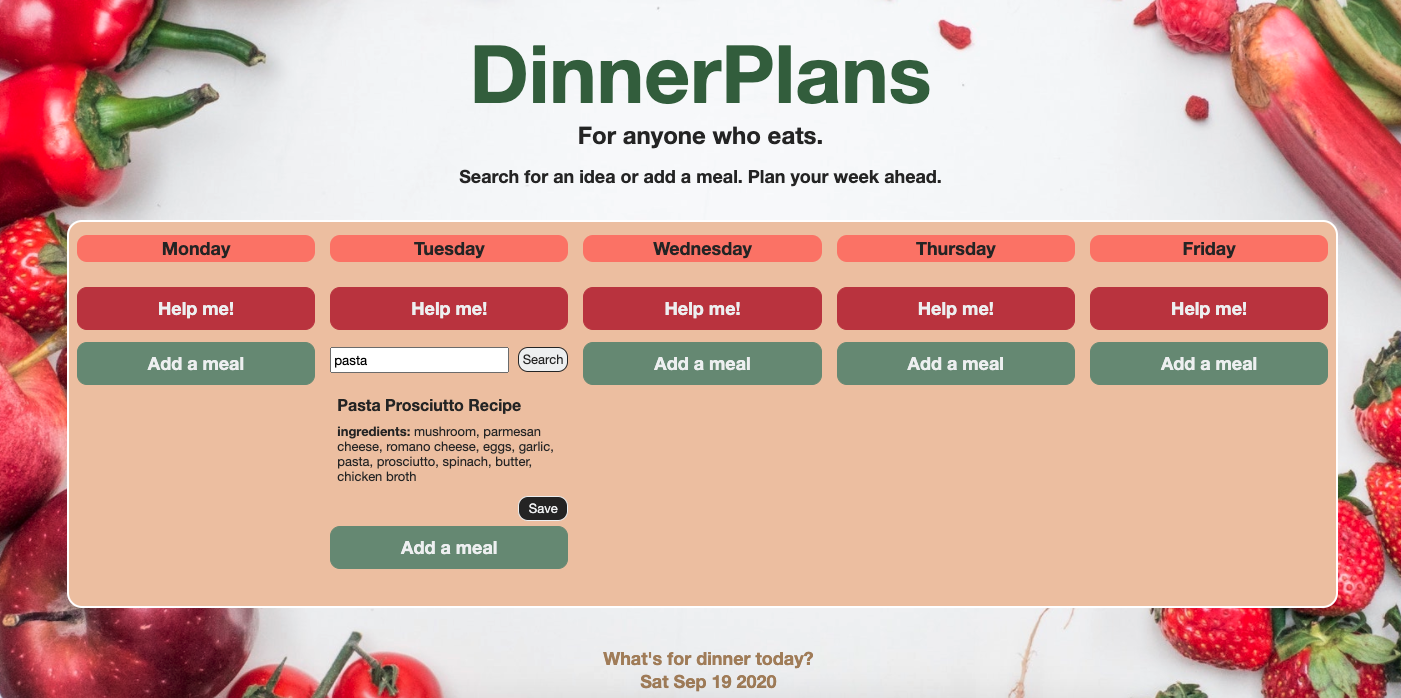 DinnerPlans
For anyone who eats.
Search for an idea or add a meal. Plan your week ahead.
Monday
Tuesday
Wednesday
Thursday
Friday
Help me!
Help me!
Help me!
Help me!
Help me!
Add a meal
pasta
Search
Add a meal
Add a meal
Add a meal
Pasta Prosciutto Recipe
ingredients: mushroom, parmesan
cheese, romano cheese, eggs, garlic,
pasta, prosciutto, spinach, butter,
chicken broth
Save
Add a meal
What's for dinner today?
Sat Sep 19 2020